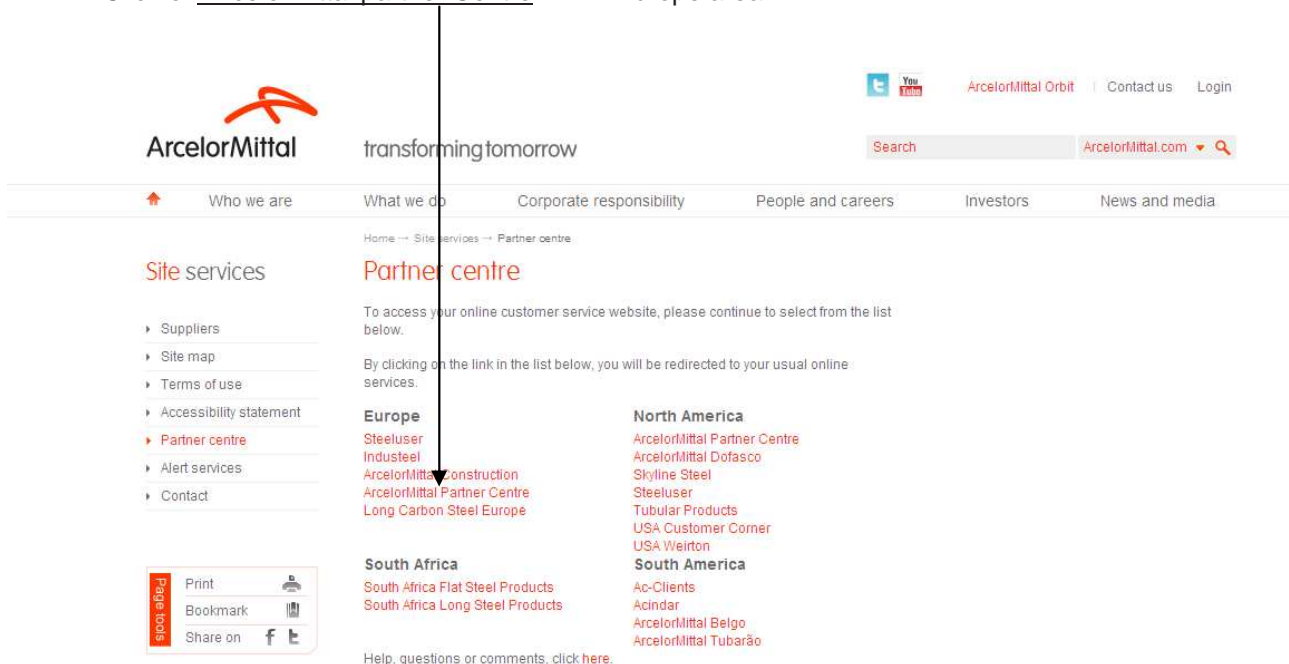 You
Tube
ArcelorMittal Orbit
Contact us
Login
ArcelorMittal
transforming tomorrow
Search
ArcelorMittal.com
Who we are
What we do
Corporate responsibility
People and careers
Investors
News and media
Home → Site services → Partner centre
Site services
Suppliers
Site map
Terms of use
Accessibility statement
Partner centre
Alert services
Contact
Page tools
Print
Bookmark
Share on
Partner centre
To access your online customer service website, please continue to select from the list
below.
By clicking on the link in the list below, you will be redirected to your usual online
services.
Europe
Steeluser
Industeel
ArcelorMittal Construction
ArcelorMittal Partner Centre
Long Carbon Steel Europe
North America
ArcelorMittal Partner Centre
ArcelorMittal Dofasco
Skyline Steel
Steeluser
Tubular Products
USA Customer Corner
USA Weirton
South Africa
South Africa Flat Steel Products
South Africa Long Steel Products
South America
Ac-Clients
Acindar
ArcelorMittal Belgo
ArcelorMittal Tubarão
Help, questions or comments, click here.